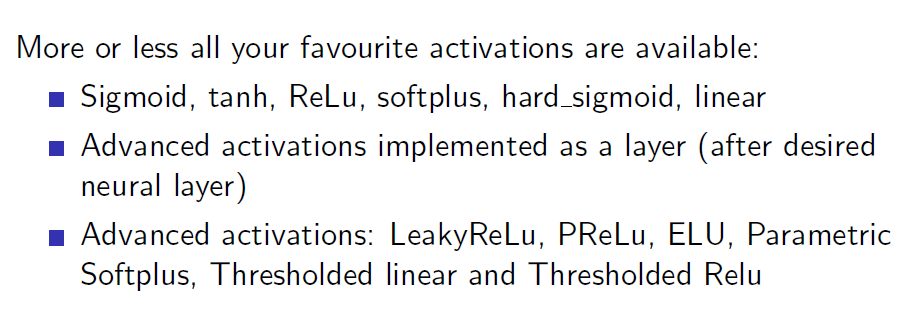 More or less all your favourite activations are available:
Sigmoid, tanh, ReLu, softplus, hard_sigmoid, linear
Advanced activations implemented as a layer (after desired
neural layer)
Advanced activations: LeakyReLu, PReLu, ELU, Parametric
Softplus, Thresholded linear and Thresholded Relu